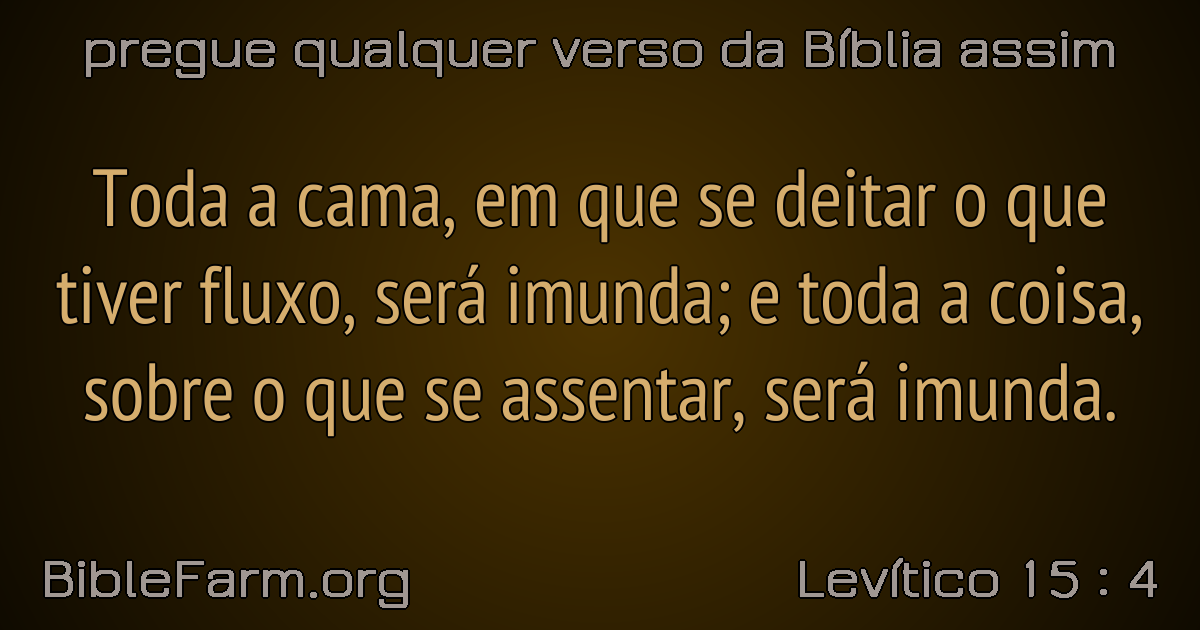 pregue qualquer verso da Bíblia assim
Toda a cama, em que se deitar o que
tiver fluxo, será imunda; e toda a coisa,
sobre o que se assentar, será imunda.
BibleFarm.org
Levítico 15 : 4